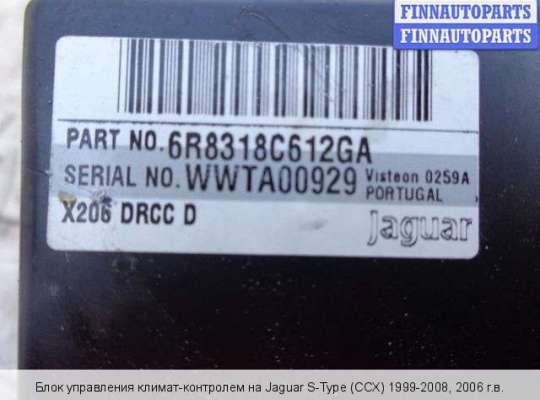 FINNAUTOPARTS
FINNAUTOPARTS
PART NO. 6R8318C612GA
SERIAL NO. WWTA00929 Visteon 0259A
PORTUGAL
X206 DRCC D
Jaguar
Блок управления климат-контролем на Jaguar S-Type (CCX) 1999-2008, 2006 г.в.